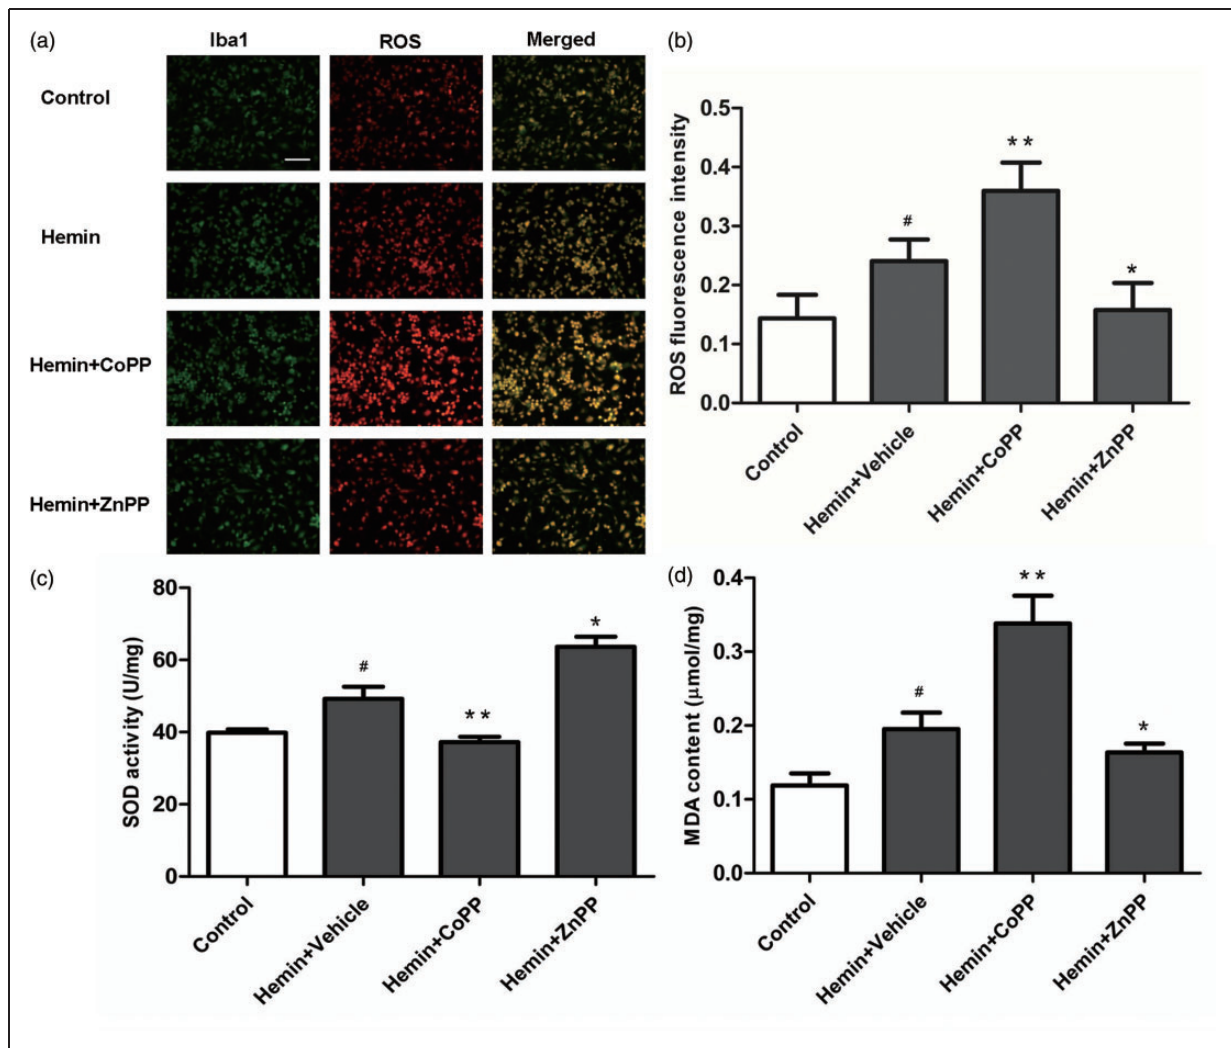 (a)
Iba1 ROS Merged
Control
Hemin
Hemin+CoPP
Hemin+ZnPP
(b)
ROS fluorescence intensity
0.5
0.4
0.3
0.2
0.1
0.0
#
**
*
Control
Hemin+Vehicle
Hemin+CoPP
Hemin+ZnPP
(c)
SOD activity (U/mg)
80
60
40
20
0
#
**
*
Control
Hemin+Vehicle
Hemin+CoPP
Hemin+ZnPP
(d)
MDA content (μmol/mg)
0.4
0.3
0.2
0.1
0.0
#
**
*
Control
Hemin+Vehicle
Hemin+CoPP
Hemin+ZnPP